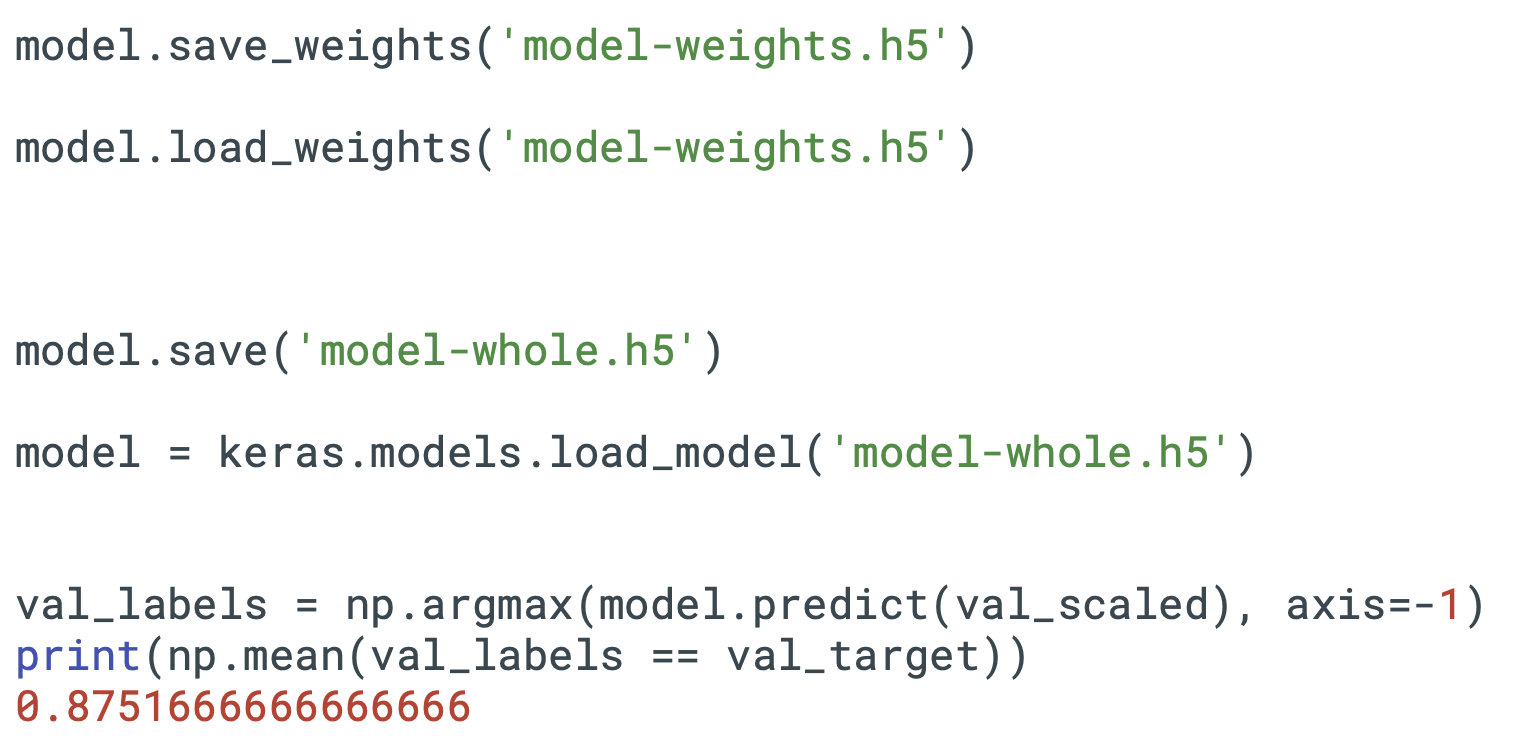 model.save_weights('model-weights.h5')
model.load_weights('model-weights.h5')
model.save('model-whole.h5')
model = keras.models.load_model('model-whole.h5')
val_labels = np.argmax(model.predict(val_scaled), axis=-1)
print(np.mean(val_labels == val_target))
0.8751666666666666